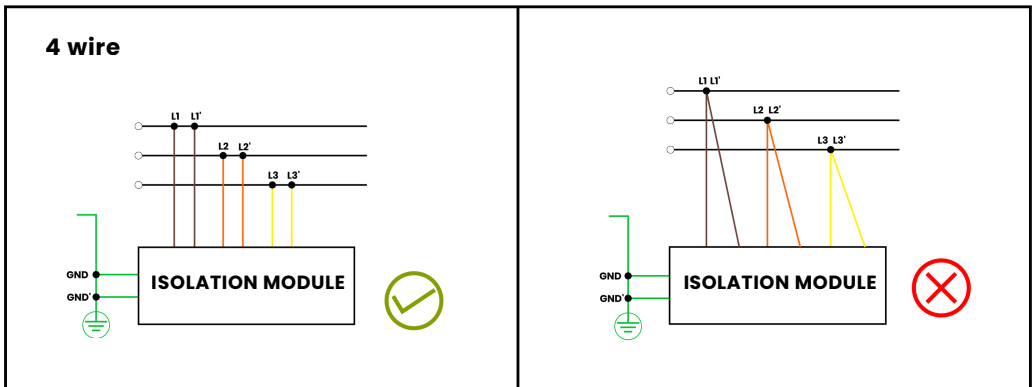 4 wire
L1 L1'
L2 L2'
L3 L3'
GND
GND'
ISOLATION MODULE
L1 L1'
L2 L2'
L3 L3'
GND
GND'
ISOLATION MODULE